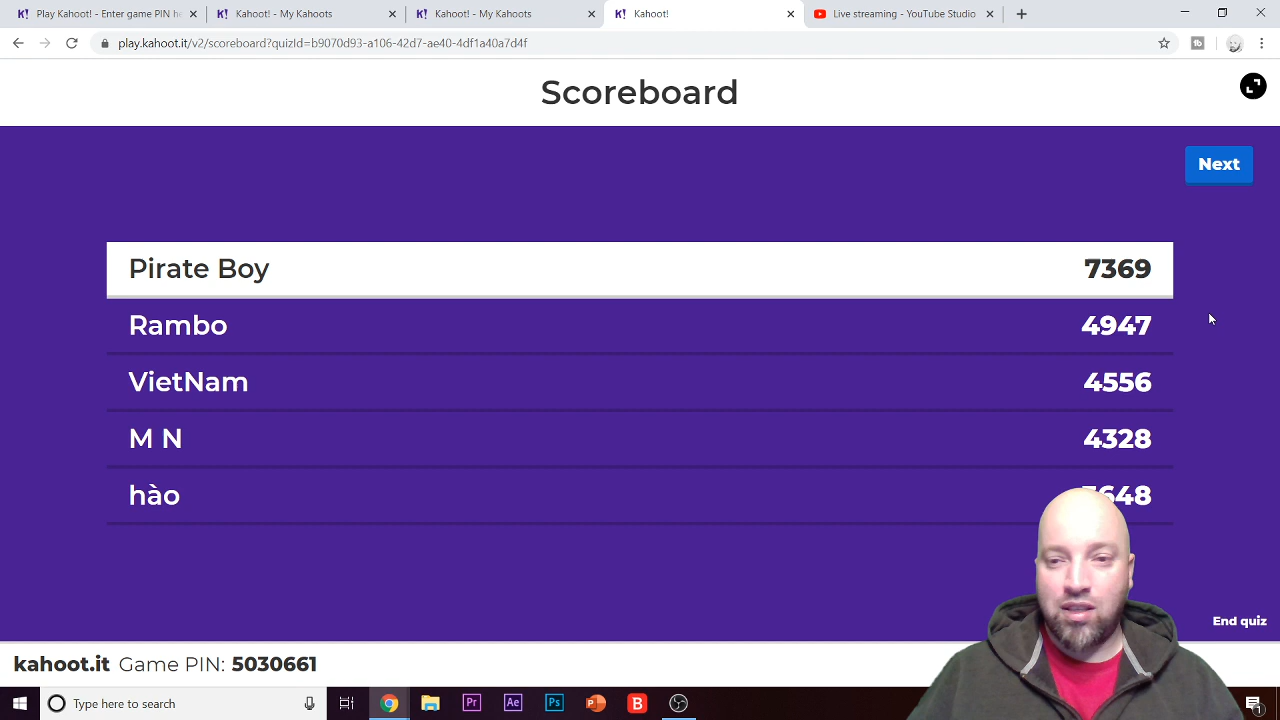 Play Kahoot! - Enter game PIN h
Kahoot! - My Kahoots
Kahoot! - My Kahoots
Kahoot!
Live streaming - YouTube Studio
play.kahoot.it/v2/scoreboard?quizId=b9070d93-a106-42d7-ae40-4df1a40a7d4f
Scoreboard
Next
Pirate Boy 7369
Rambo 4947
VietNam 4556
M N 4328
hào
End quiz
kahoot.it Game PIN: 5030661
Type here to search